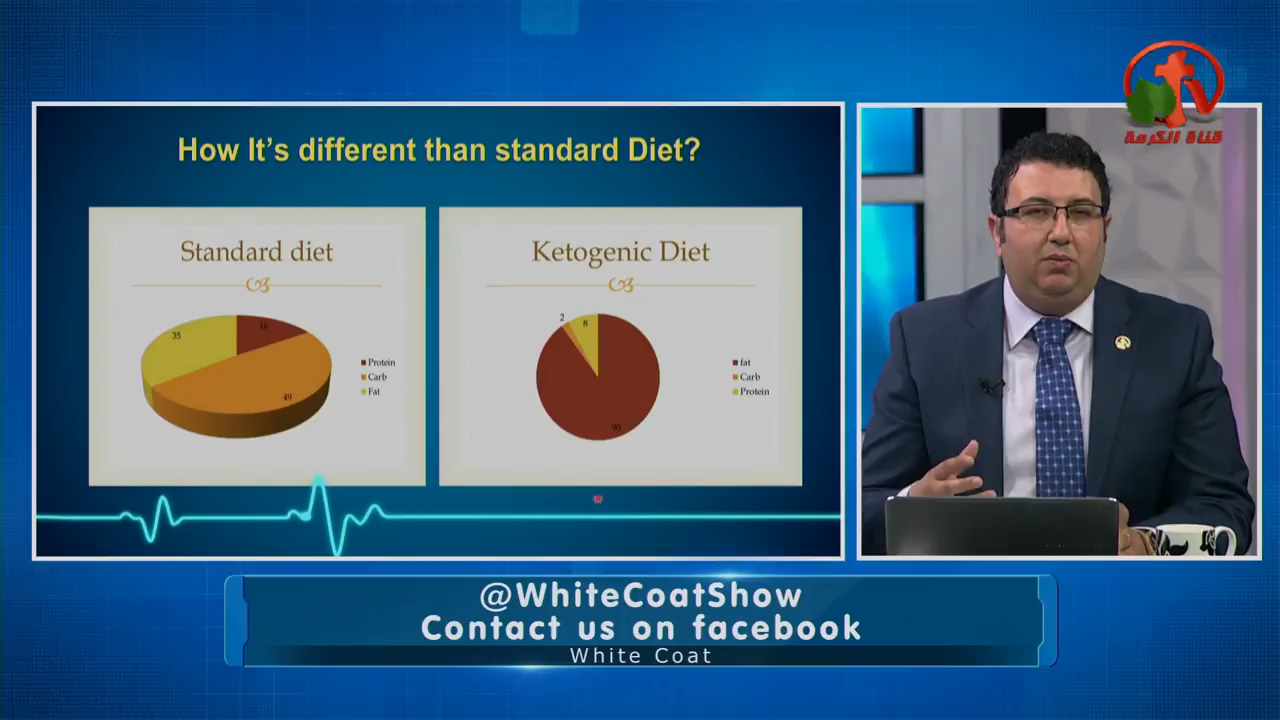 How It’s different than standard Diet?
Standard diet
35
16
49
Protein
Carb
Fat
Ketogenic Diet
2
8
90
fat
Carb
Protein
tv
قناة الكرمة
@WhiteCoatShow
Contact us on facebook
White Coat